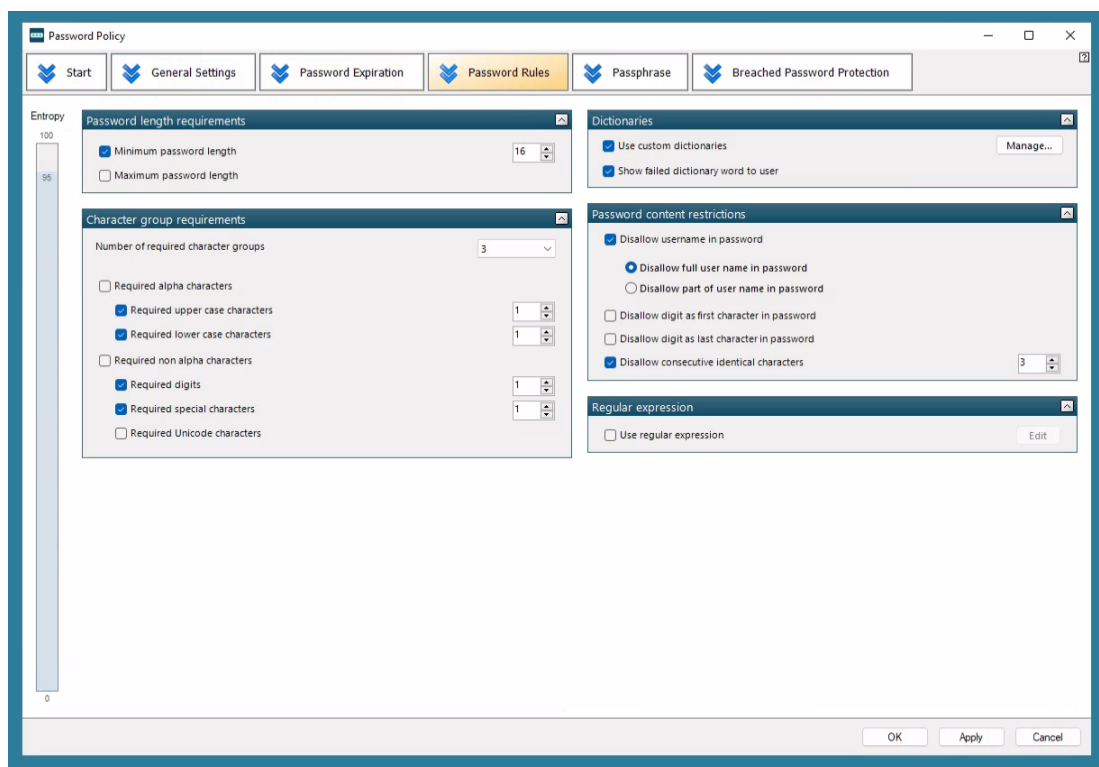 Password Policy
Start
General Settings
Password Expiration
Password Rules
Passphrase
Breached Password Protection
Entropy
100
95
0
Password length requirements
Minimum password length 16
Maximum password length
Character group requirements
Number of required character groups 3
Required alpha characters
Required upper case characters 1
Required lower case characters 1
Required non alpha characters
Required digits 1
Required special characters 1
Required Unicode characters
Dictionaries
Use custom dictionaries Manage...
Show failed dictionary word to user
Password content restrictions
Disallow username in password
Disallow full user name in password
Disallow part of user name in password
Disallow digit as first character in password
Disallow digit as last character in password
Disallow consecutive identical characters 3
Regular expression
Use regular expression Edit
OK Apply Cancel